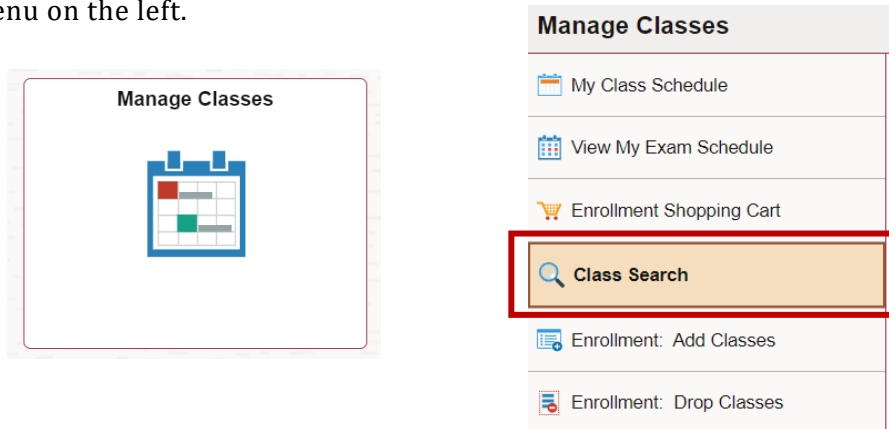 enu on the left.
Manage Classes
Manage Classes
My Class Schedule
View My Exam Schedule
Enrollment Shopping Cart
Class Search
Enrollment: Add Classes
Enrollment: Drop Classes